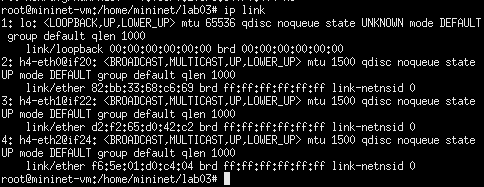 root@mininet-vm:/home/mininet/lab03# ip link
1: lo: <LOOPBACK,UP,LOWER_UP> mtu 65536 qdisc noqueue state UNKNOWN mode DEFAULT
 group default qlen 1000
    link/loopback 00:00:00:00:00:00 brd 00:00:00:00:00:00
2: h4-eth0@if20: <BROADCAST,MULTICAST,UP,LOWER_UP> mtu 1500 qdisc noqueue state
UP mode DEFAULT group default qlen 1000
    link/ether 82:bb:33:68:c6:69 brd ff:ff:ff:ff:ff:ff link-netnsid 0
3: h4-eth1@if22: <BROADCAST,MULTICAST,UP,LOWER_UP> mtu 1500 qdisc noqueue state
UP mode DEFAULT group default qlen 1000
    link/ether d2:f2:65:d0:42:c2 brd ff:ff:ff:ff:ff:ff link-netnsid 0
4: h4-eth2@if24: <BROADCAST,MULTICAST,UP,LOWER_UP> mtu 1500 qdisc noqueue state
UP mode DEFAULT group default qlen 1000
    link/ether f6:5e:01:d0:c4:04 brd ff:ff:ff:ff:ff:ff link-netnsid 0
root@mininet-vm:/home/mininet/lab03#